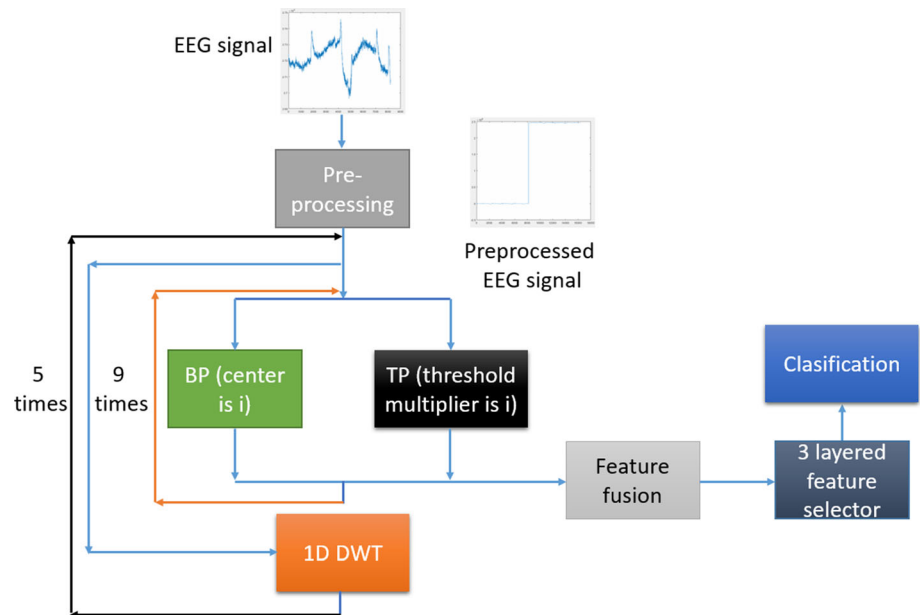 EEG signal
Pre-
processing
Preprocessed
EEG signal
5
times
9
times
BP (center
is i)
TP (threshold
multiplier is i)
Clasification
Feature
fusion
3 layered
feature
selector
1D DWT